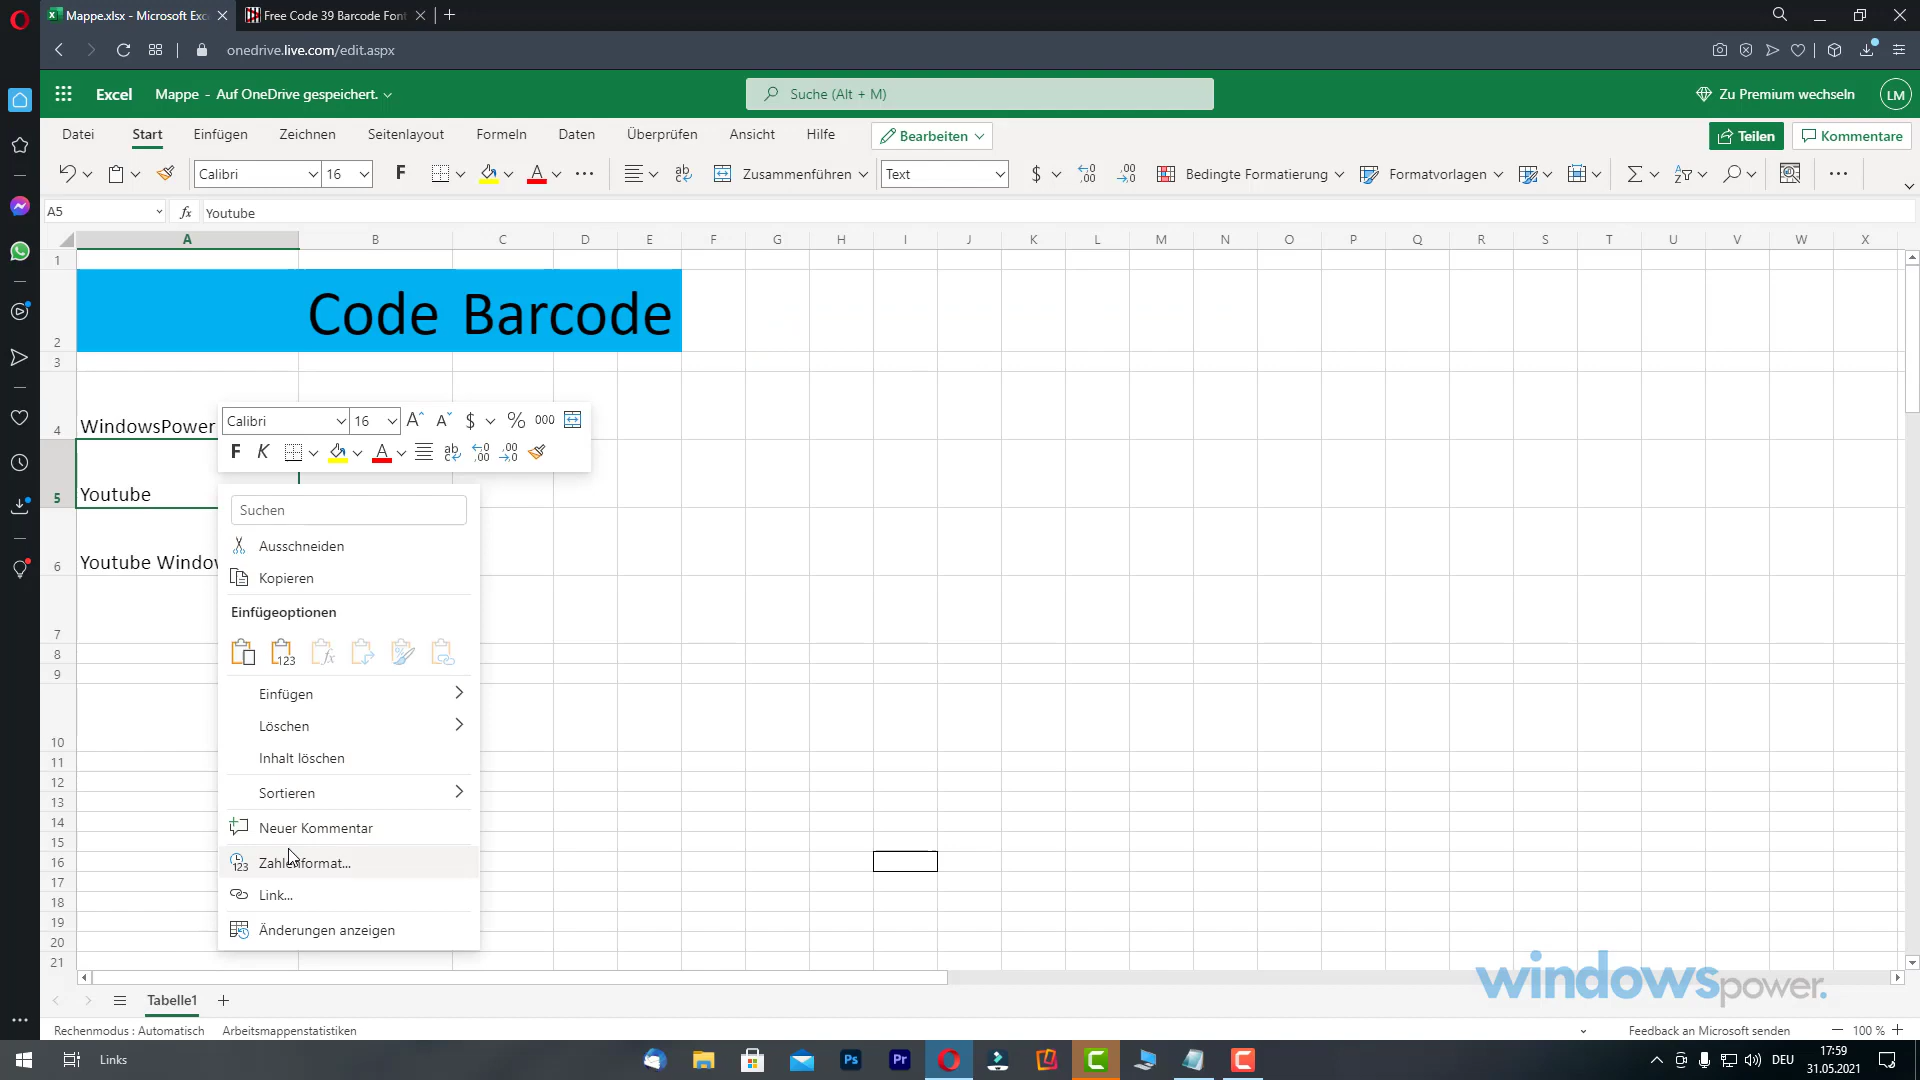 Mappe.xlsx - Microsoft Exc
Free Code 39 Barcode Font
onedrive.live.com/edit.aspx
Excel
Mappe - Auf OneDrive gespeichert.
Suche (Alt + M)
Zu Premium wechseln
LM
Datei Start Einfügen Zeichnen Seitenlayout Formeln Daten Überprüfen Ansicht Hilfe Bearbeiten Teilen Kommentare
Calibri 16 F A Zusammenführen Text $ Bedingte Formatierung Formatvorlagen
A5 fx Youtube
A B C D E F G H I J K L M N O P Q R S T U V W X
1
Code Barcode
2
3
WindowsPower
4
Calibri 16 A A $ % 000
F K A
Youtube
5
Suchen
Ausschneiden
Youtube Window
6
Kopieren
Einfügeoptionen
7
8
9
Einfügen
Löschen
10
Inhalt löschen
11
12
Sortieren
13
14
Neuer Kommentar
15
16
Zahlenformat...
17
Link...
18
19
Änderungen anzeigen
20
21
windowspower.
Tabelle1
Rechenmodus : Automatisch Arbeitsmappenstatistiken
Feedback an Microsoft senden 100 %
Links
Ps Pr
DEU
17:59
31.05.2021